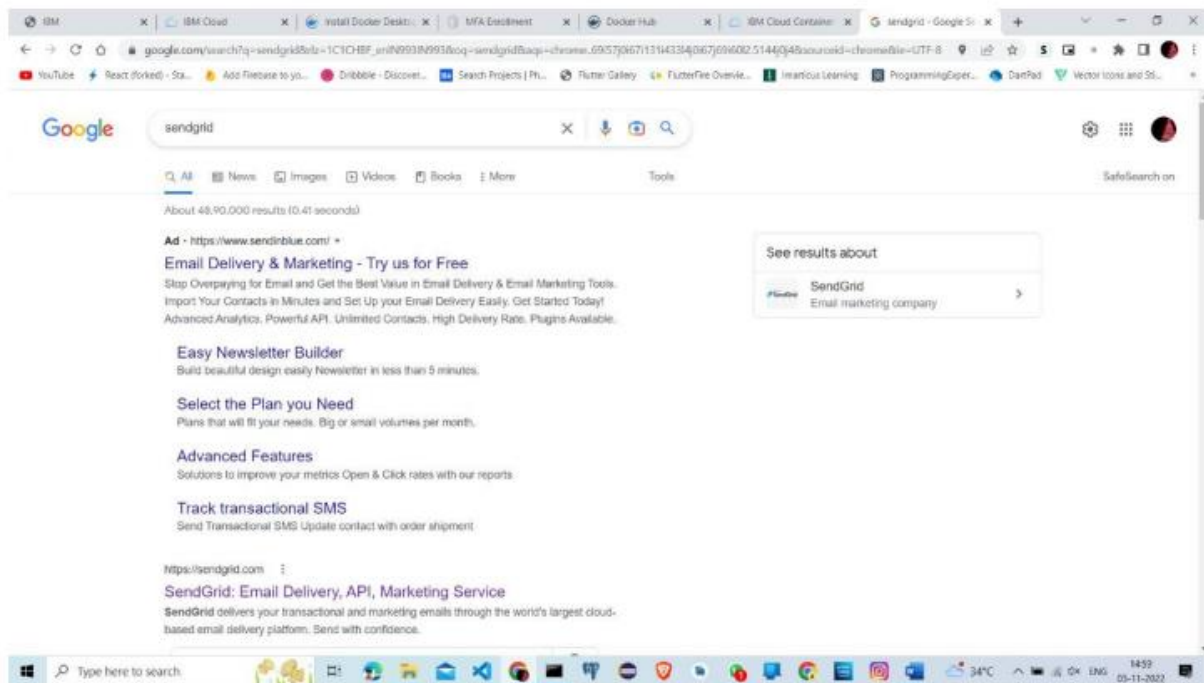 IBM
IBM Cloud
Install Docker Deskt
MFA Enrollment
Docker Hub
IBM Cloud Container
sendgrid - Google Se
YouTube
React (forked) - Sta...
Add Firebase to yo...
Dribbble - Discover...
Search Projects | Ph...
Flutter Gallery
FlutterFire Overvie...
Imarticus Learning
ProgrammingExper...
DartPad
Vector Icons and Sti...
Google
sendgrid
All
News
Images
Videos
Books
More
Tools
SafeSearch on
About 48,90,000 results (0.41 seconds)
Ad · https://www.sendinblue.com/
Email Delivery & Marketing - Try us for Free
Stop Overpaying for Email and Get the Best Value in Email Delivery & Email Marketing Tools.
Import Your Contacts in Minutes and Set Up your Email Delivery Easily. Get Started Today!
Advanced Analytics. Powerful API. Unlimited Contacts. High Delivery Rate. Plugins Available.
Easy Newsletter Builder
Build beautiful design easily Newsletter in less than 5 minutes.
Select the Plan you Need
Plans that will fit your needs. Big or small volumes per month.
Advanced Features
Solutions to improve your metrics Open & Click rates with our reports
Track transactional SMS
Send Transactional SMS Update contact with order shipment
See results about
SendGrid
Email marketing company
https://sendgrid.com
SendGrid: Email Delivery, API, Marketing Service
SendGrid delivers your transactional and marketing emails through the world's largest cloud-
based email delivery platform. Send with confidence.
Type here to search
34°C
ENG
14:59
05-11-2022